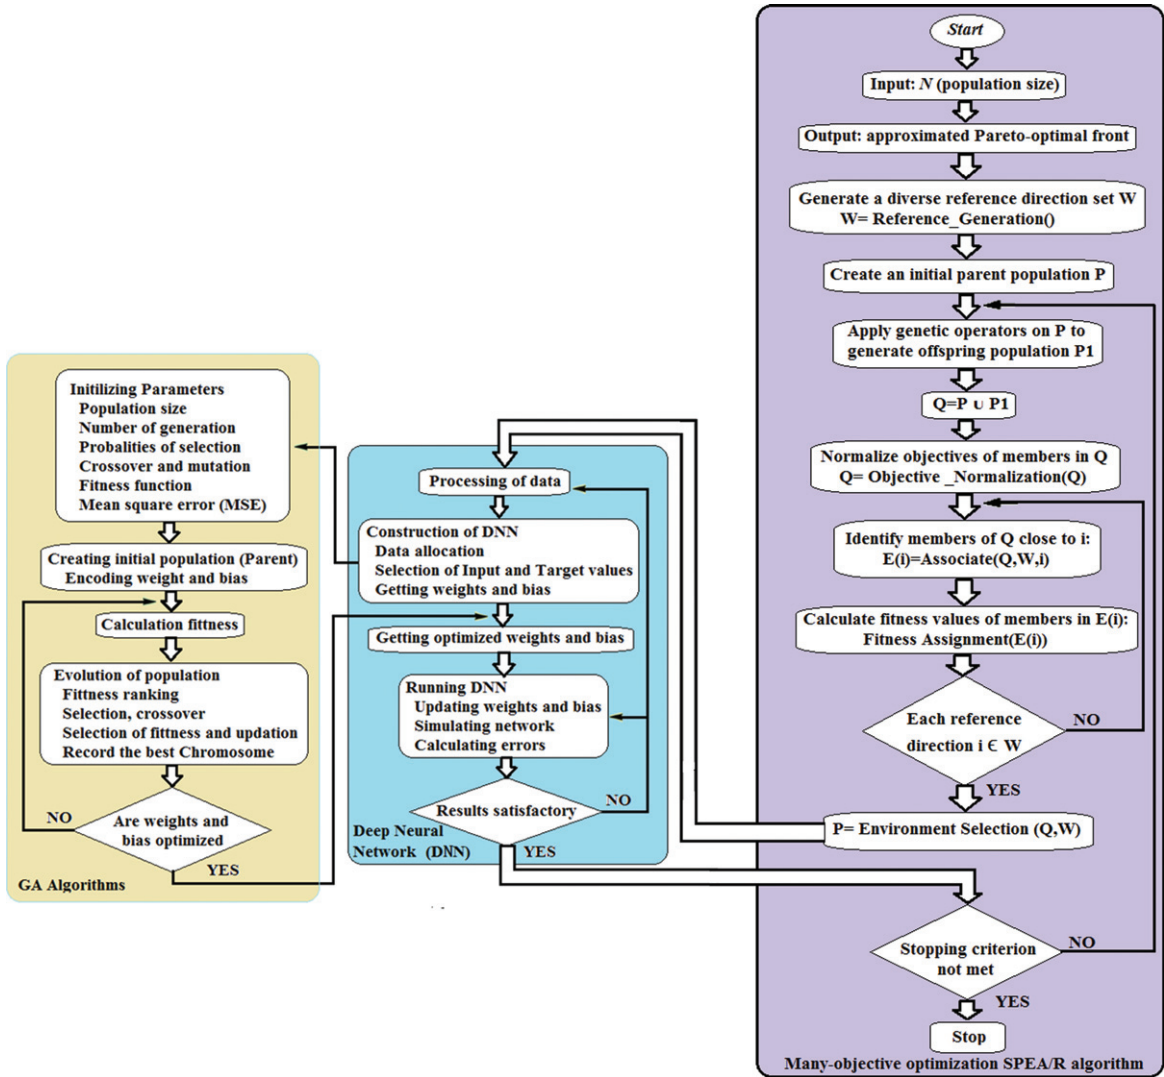 Start
Input: N (population size)
Output: approximated Pareto-optimal front
Generate a diverse reference direction set W
W= Reference_Generation()
Create an initial parent population P
Apply genetic operators on P to
generate offspring population P1
Q=P ∪ P1
Normalize objectives of members in Q
Q= Objective _Normalization(Q)
Identify members of Q close to i:
E(i)=Associate(Q,W,i)
Calculate fitness values of members in E(i):
Fitness Assignment(E(i))
Each reference
direction i ∈ W
NO
YES
P= Environment Selection (Q,W)
Stopping criterion
not met
NO
YES
Stop
Many-objective optimization SPEA/R algorithm
Processing of data
Construction of DNN
Data allocation
Selection of Input and Target values
Getting weights and bias
Getting optimized weights and bias
Running DNN
Updating weights and bias
Simulating network
Calculating errors
Results satisfactory
NO
YES
Deep Neural
Network (DNN)
Initilizing Parameters
Population size
Number of generation
Probalities of selection
Crossover and mutation
Fitness function
Mean square error (MSE)
Creating initial population (Parent)
Encoding weight and bias
Calculation fittness
Evolution of population
Fittness ranking
Selection, crossover
Selection of fitness and updation
Record the best Chromosome
Are weights and
bias optimized
NO
YES
GA Algorithms